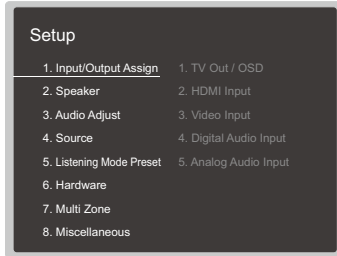 Setup
1. Input/Output Assign
2. Speaker
3. Audio Adjust
4. Source
5. Listening Mode Preset
6. Hardware
7. Multi Zone
8. Miscellaneous
1. TV Out / OSD
2. HDMI Input
3. Video Input
4. Digital Audio Input
5. Analog Audio Input